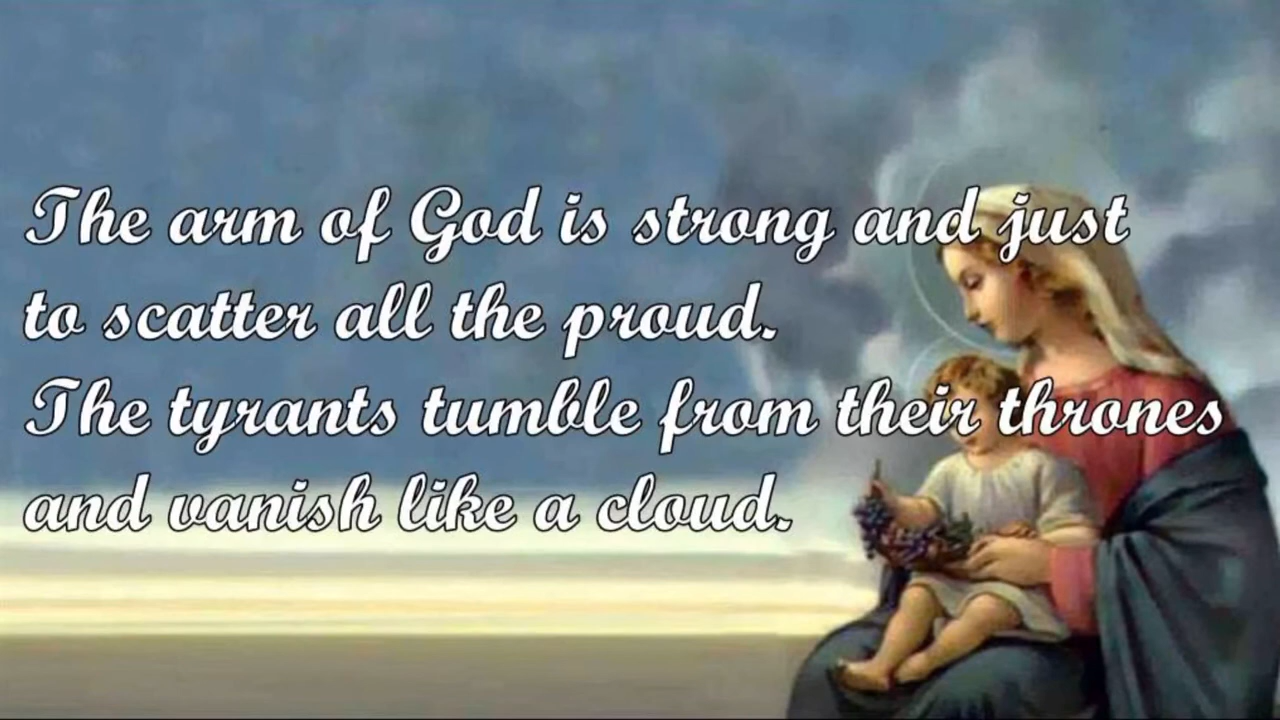 The arm of God is strong and just
to scatter all the proud.
The tyrants tumble from their thrones
and vanish like a cloud.